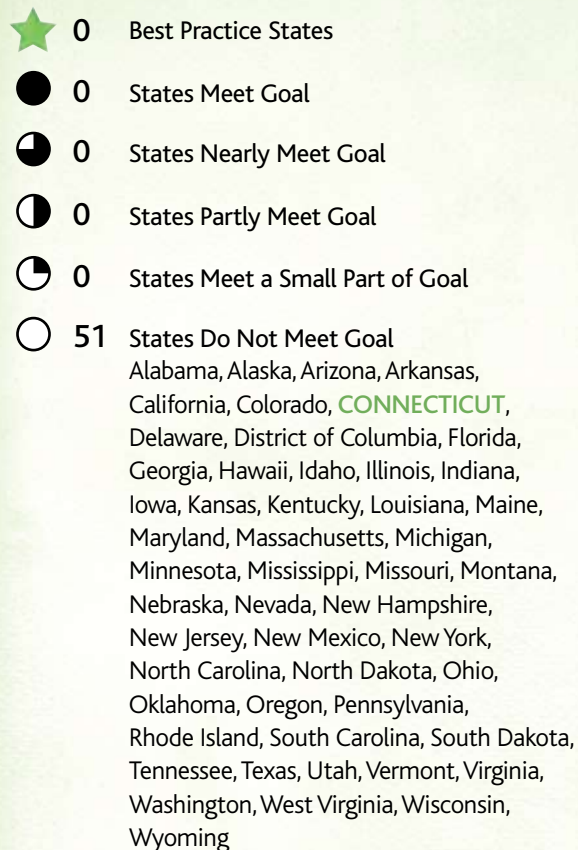 0 Best Practice States
0 States Meet Goal
0 States Nearly Meet Goal
0 States Partly Meet Goal
0 States Meet a Small Part of Goal
51 States Do Not Meet Goal
Alabama, Alaska, Arizona, Arkansas,
California, Colorado, CONNECTICUT,
Delaware, District of Columbia, Florida,
Georgia, Hawaii, Idaho, Illinois, Indiana,
Iowa, Kansas, Kentucky, Louisiana, Maine,
Maryland, Massachusetts, Michigan,
Minnesota, Mississippi, Missouri, Montana,
Nebraska, Nevada, New Hampshire,
New Jersey, New Mexico, New York,
North Carolina, North Dakota, Ohio,
Oklahoma, Oregon, Pennsylvania,
Rhode Island, South Carolina, South Dakota,
Tennessee, Texas, Utah, Vermont, Virginia,
Washington, West Virginia, Wisconsin,
Wyoming